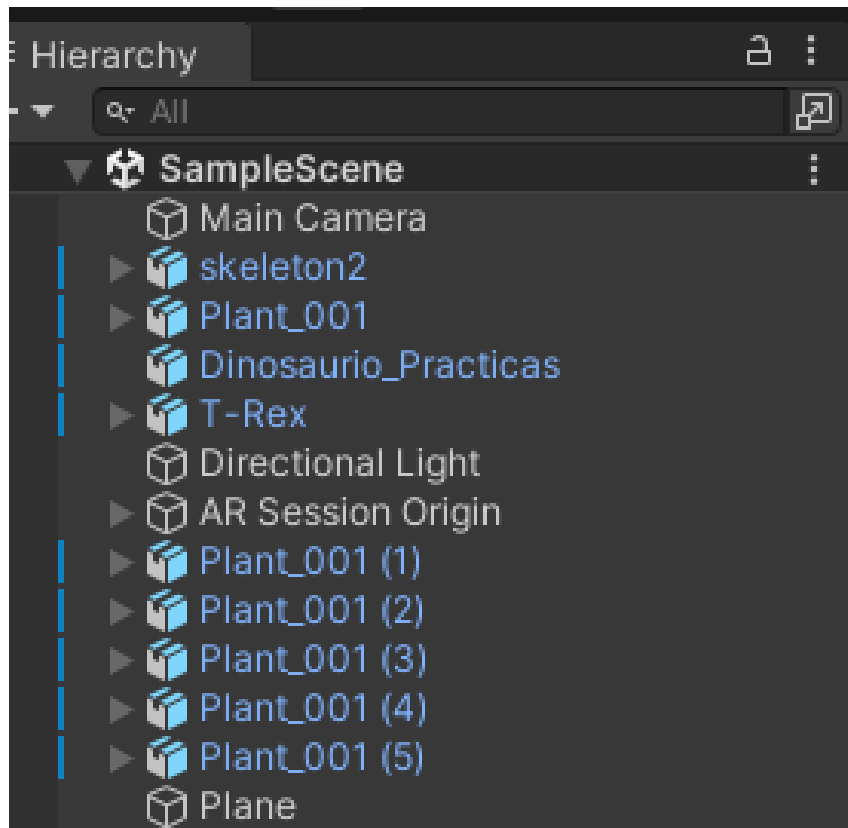 Hierarchy
All
SampleScene
Main Camera
skeleton2
Plant_001
Dinosaurio_Practicas
T-Rex
Directional Light
AR Session Origin
Plant_001 (1)
Plant_001 (2)
Plant_001 (3)
Plant_001 (4)
Plant_001 (5)
Plane